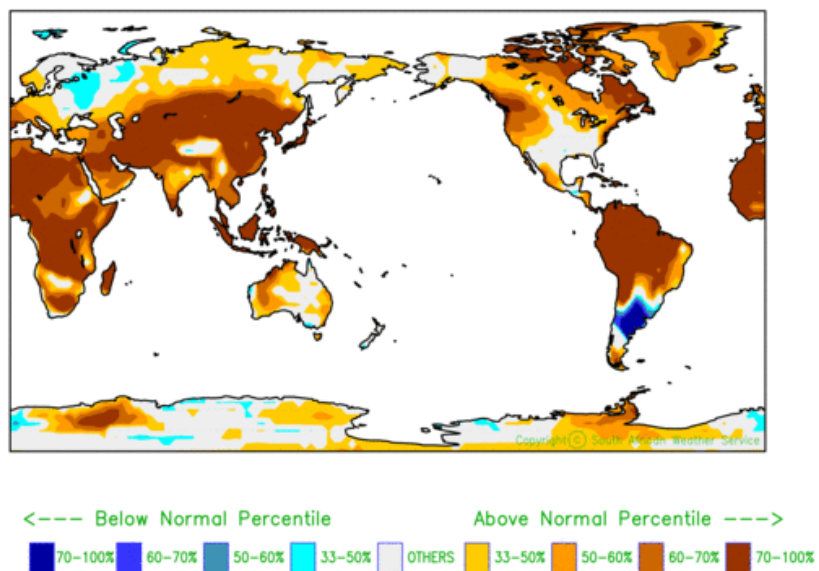 Copyright © South African Weather Service
<--- Below Normal Percentile
Above Normal Percentile --->
70-100% 60-70% 50-60% 33-50% OTHERS 33-50% 50-60% 60-70% 70-100%